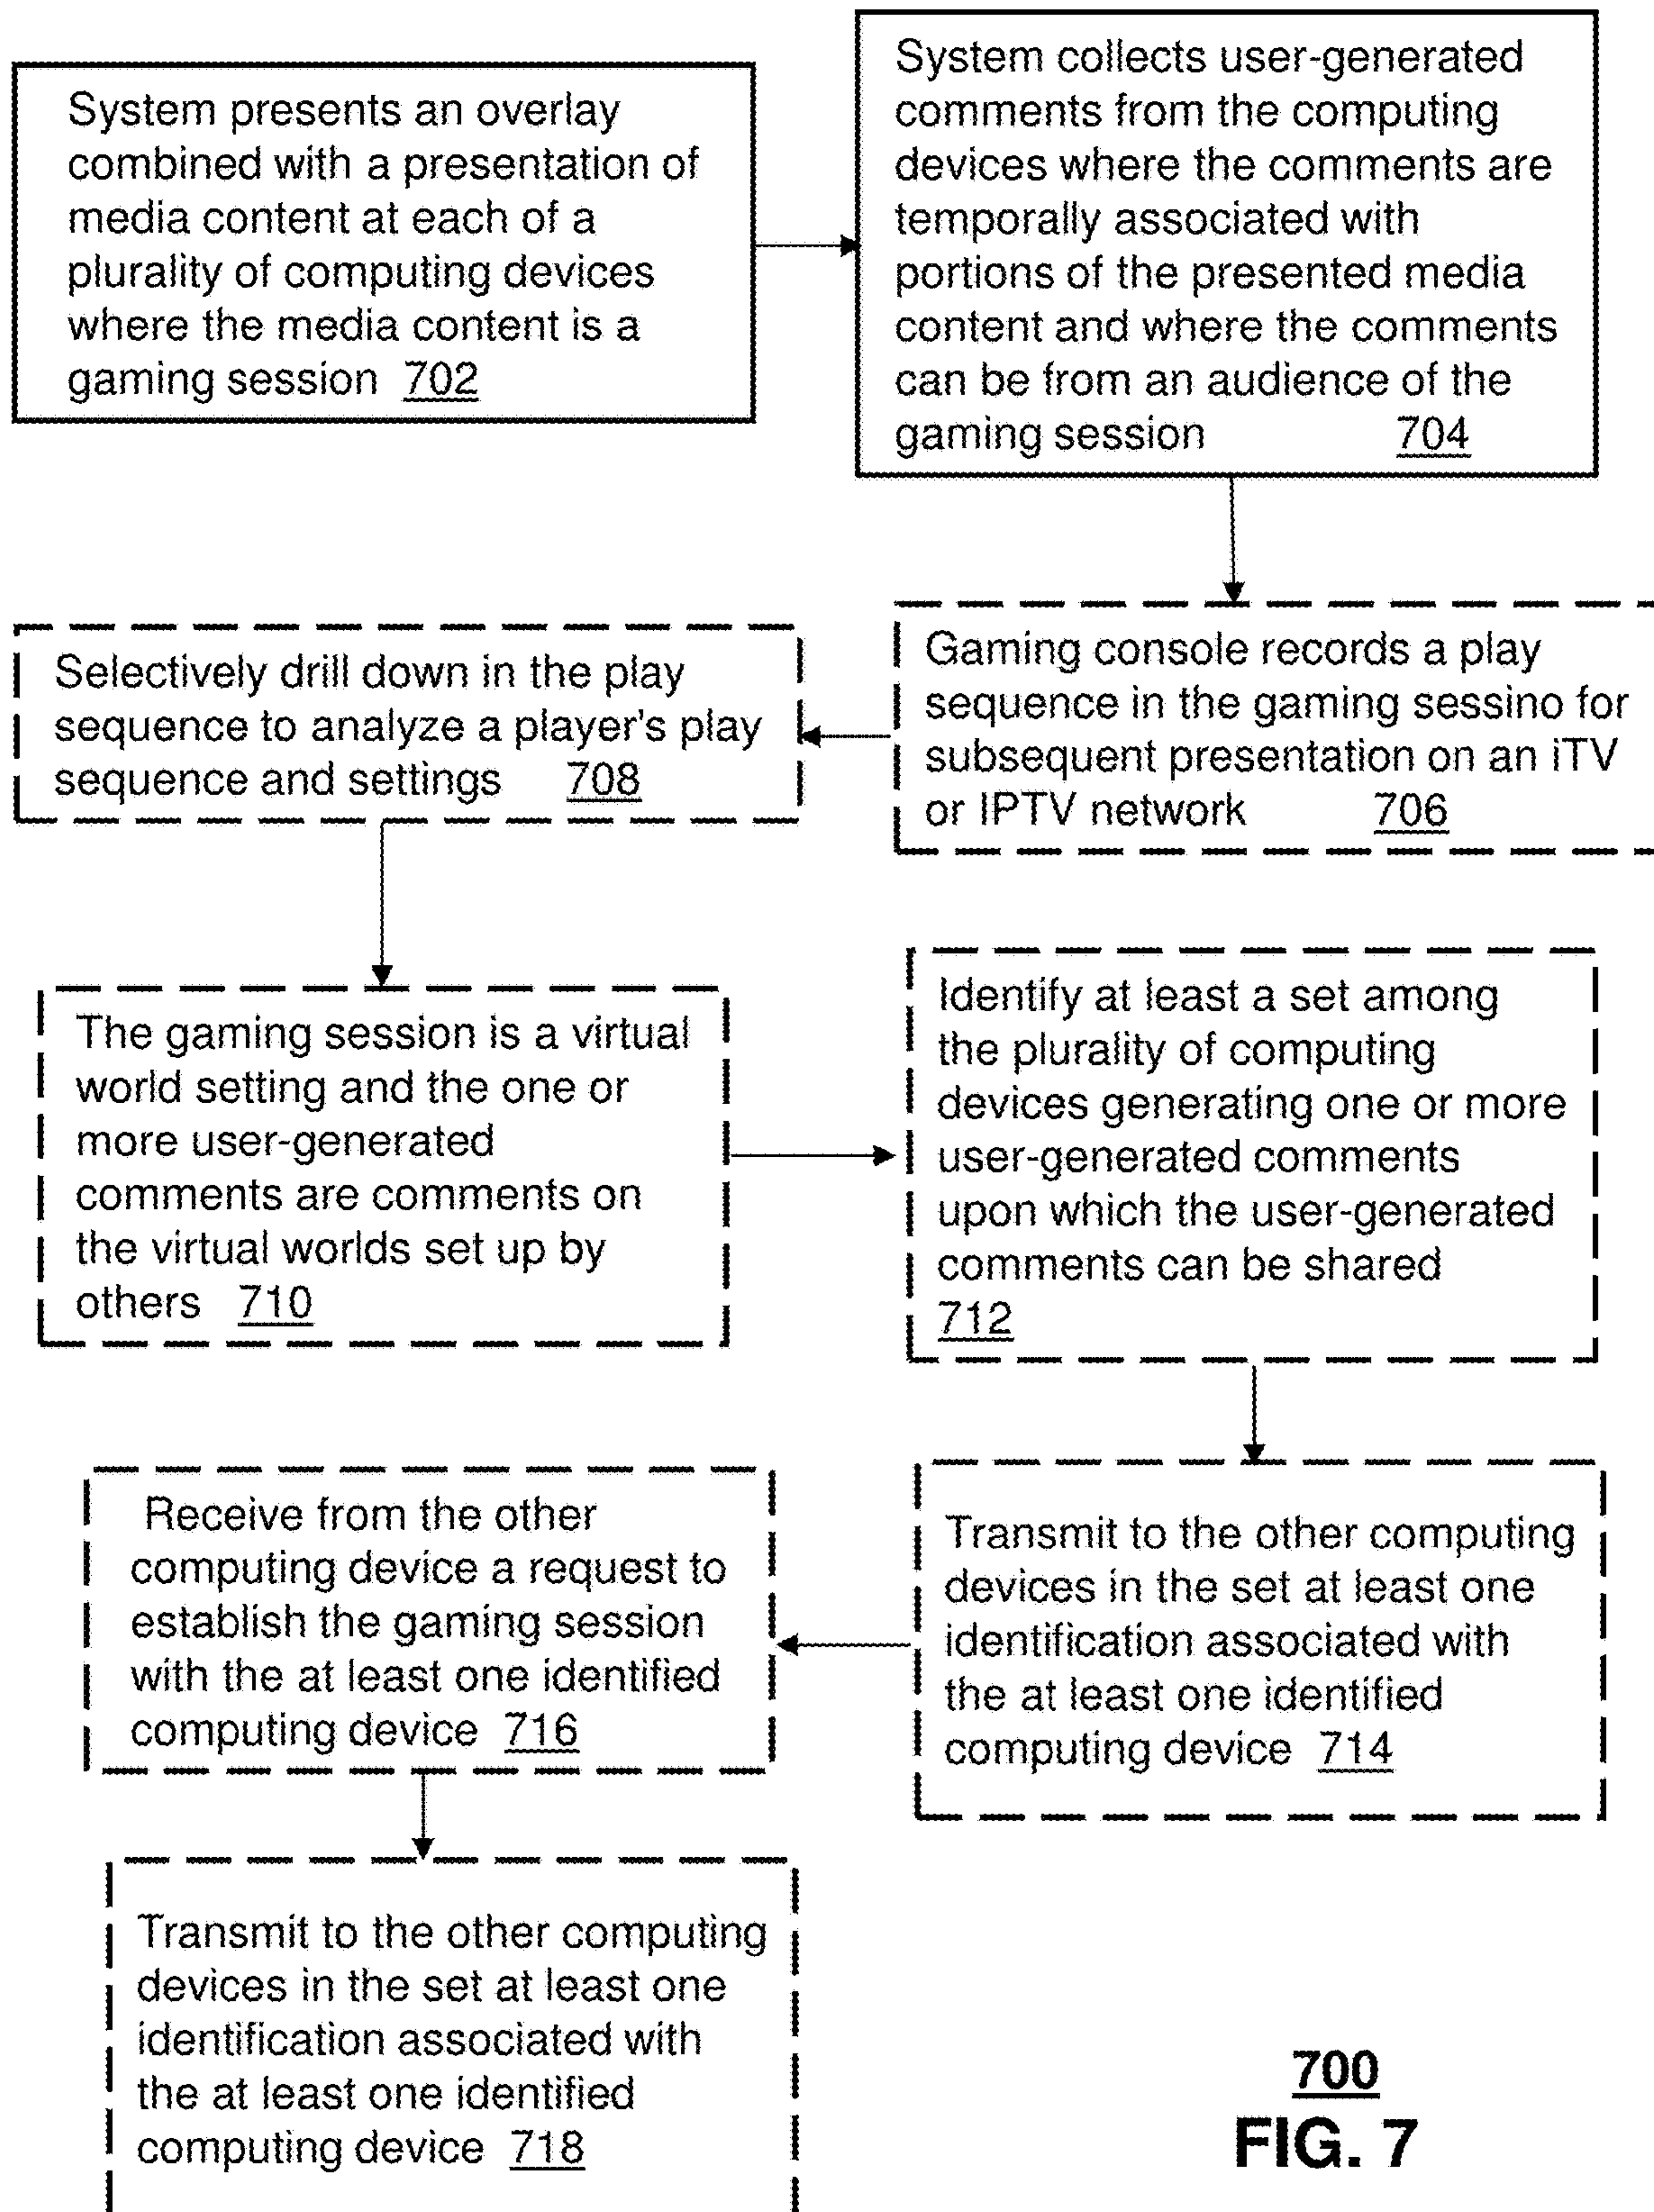 System presents an overlay
combined with a presentation of
media content at each of a
plurality of computing devices
where the media content is a
gaming session 702
System collects user-generated
comments from the computing
devices where the comments are
temporally associated with
portions of the presented media
content and where the comments
can be from an audience of the
gaming session 704
Gaming console records a play
sequence in the gaming sessino for
subsequent presentation on an iTV
or IPTV network 706
Selectively drill down in the play
sequence to analyze a player's play
sequence and settings 708
The gaming session is a virtual
world setting and the one or
more user-generated
comments are comments on
the virtual worlds set up by
others 710
Identify at least a set among
the plurality of computing
devices generating one or more
user-generated comments
upon which the user-generated
comments can be shared
712
Transmit to the other computing
devices in the set at least one
identification associated with
the at least one identified
computing device 714
Receive from the other
computing device a request to
establish the gaming session
with the at least one identified
computing device 716
Transmit to the other computing
devices in the set at least one
identification associated with
the at least one identified
computing device 718
700
FIG. 7